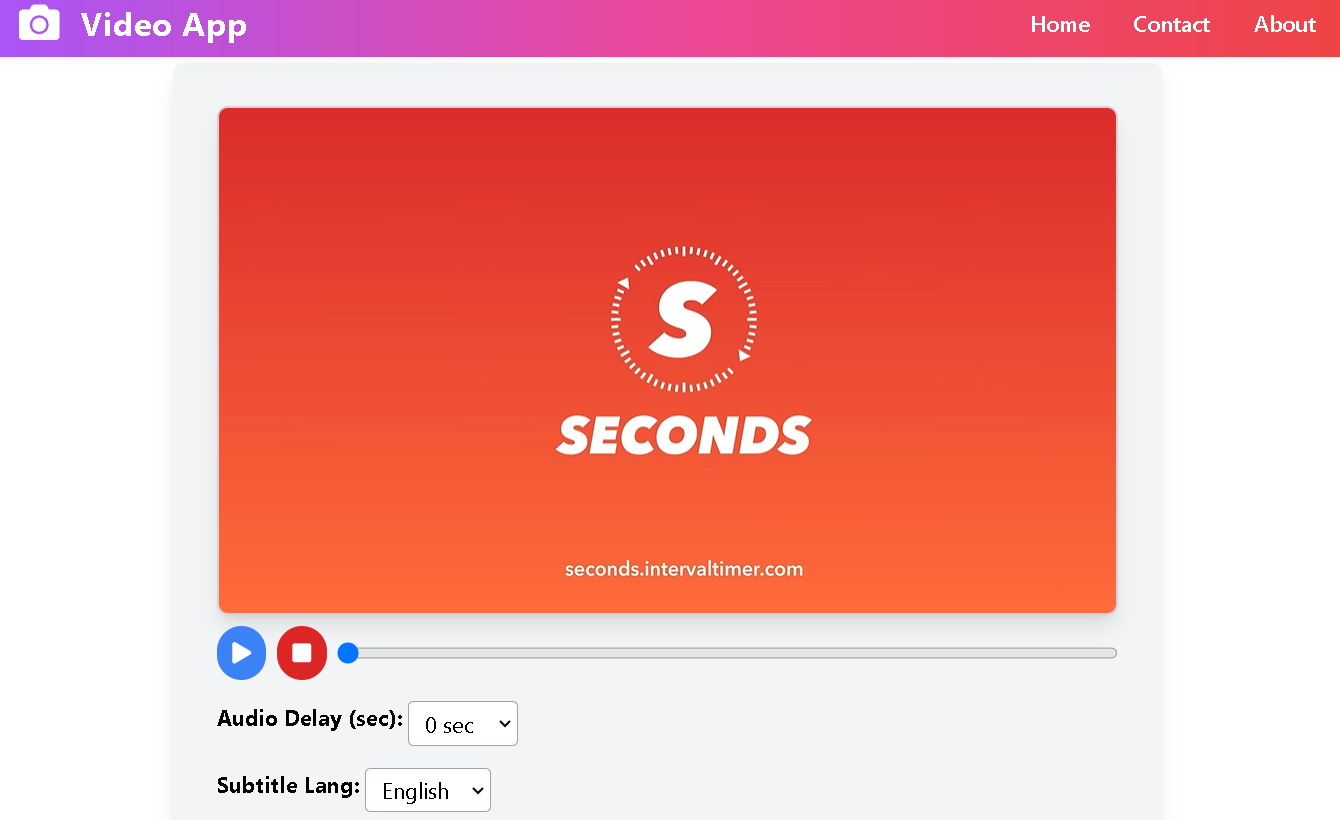 Video App
Home Contact About
S
SECONDS
seconds.intervaltimer.com
Audio Delay (sec): 0 sec
Subtitle Lang: English